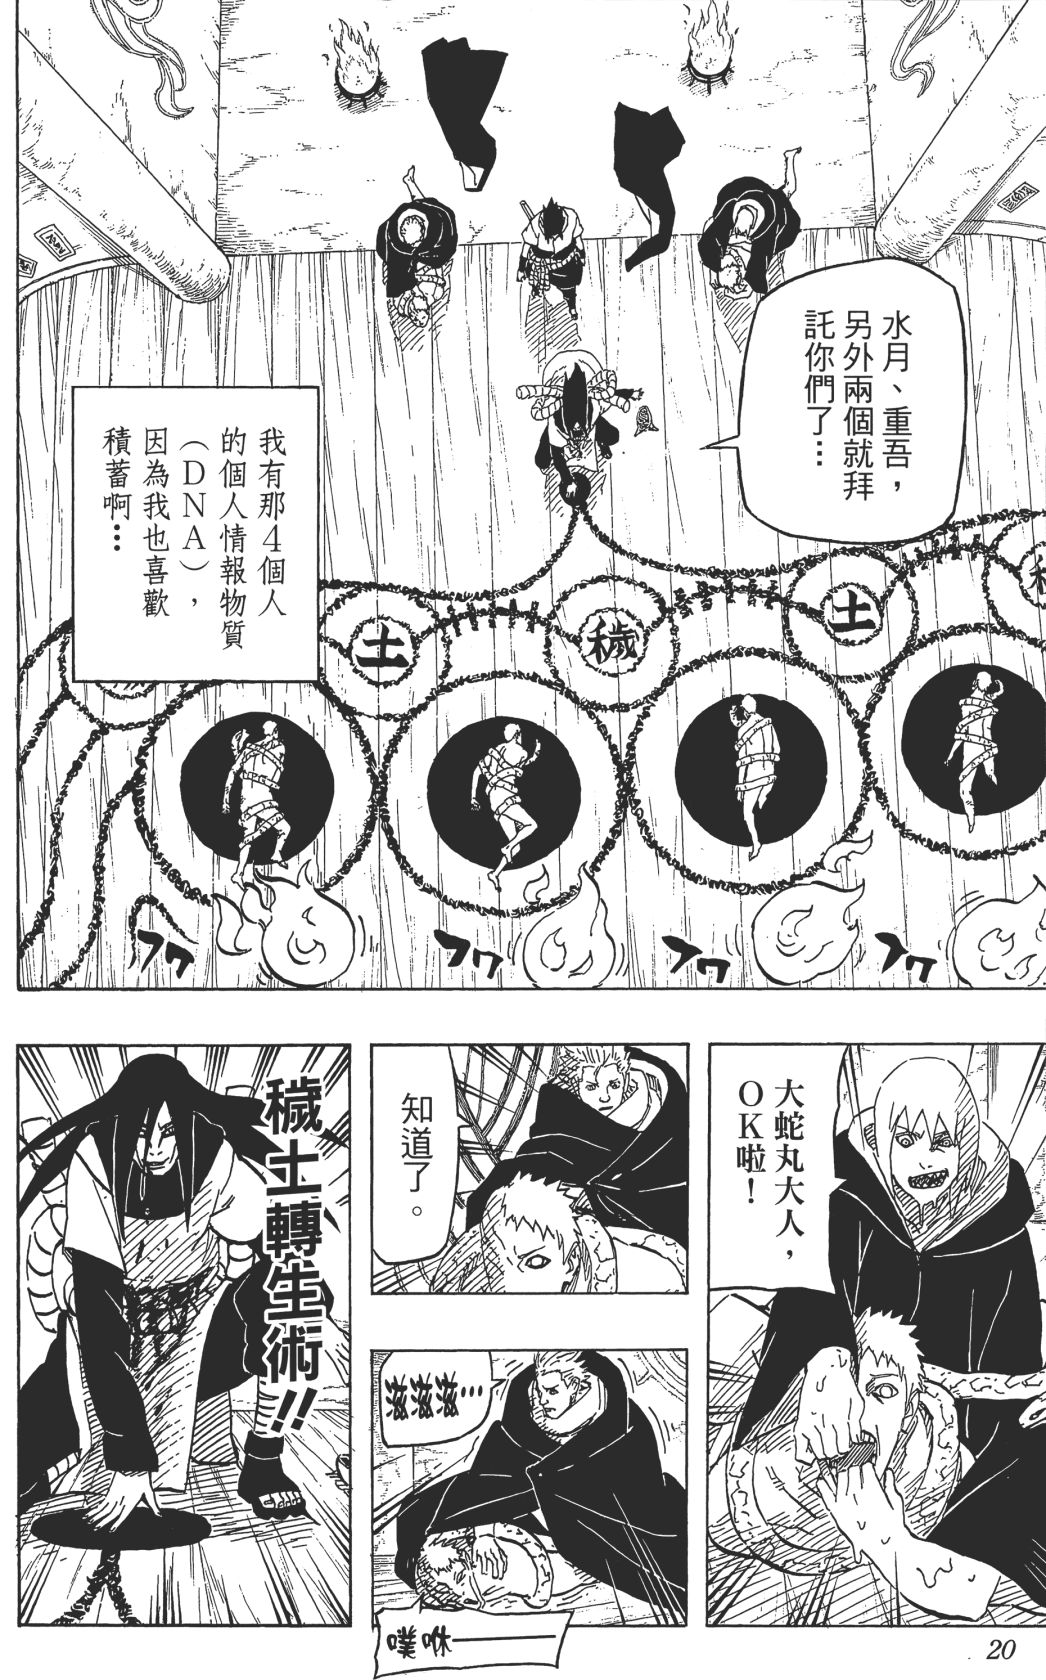 水月、重吾，
另外兩個就拜
託你們了…
我有那4個人
的個人情報物質
（DNA），
因為我也喜歡
積蓄啊…
土
穢
土
フワ
フワ
フワ
フワ
大蛇丸大人，
OK啦！
知道了。
滋滋滋…
噗咻———
穢土轉生術!!
20